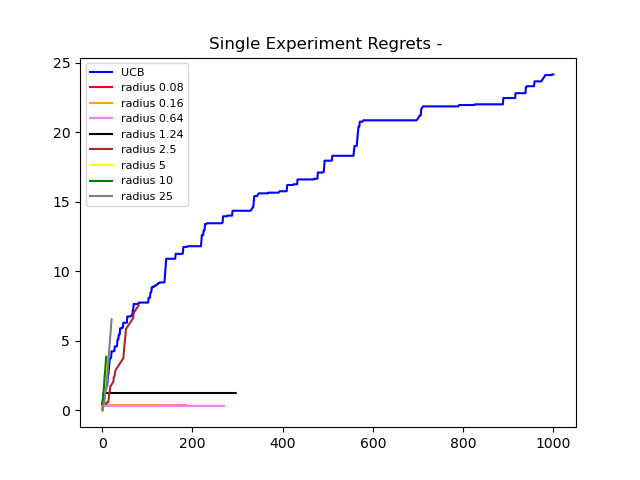 Single Experiment Regrets -
25
20
15
10
5
0
UCB
radius 0.08
radius 0.16
radius 0.64
radius 1.24
radius 2.5
radius 5
radius 10
radius 25
0 200 400 600 800 1000